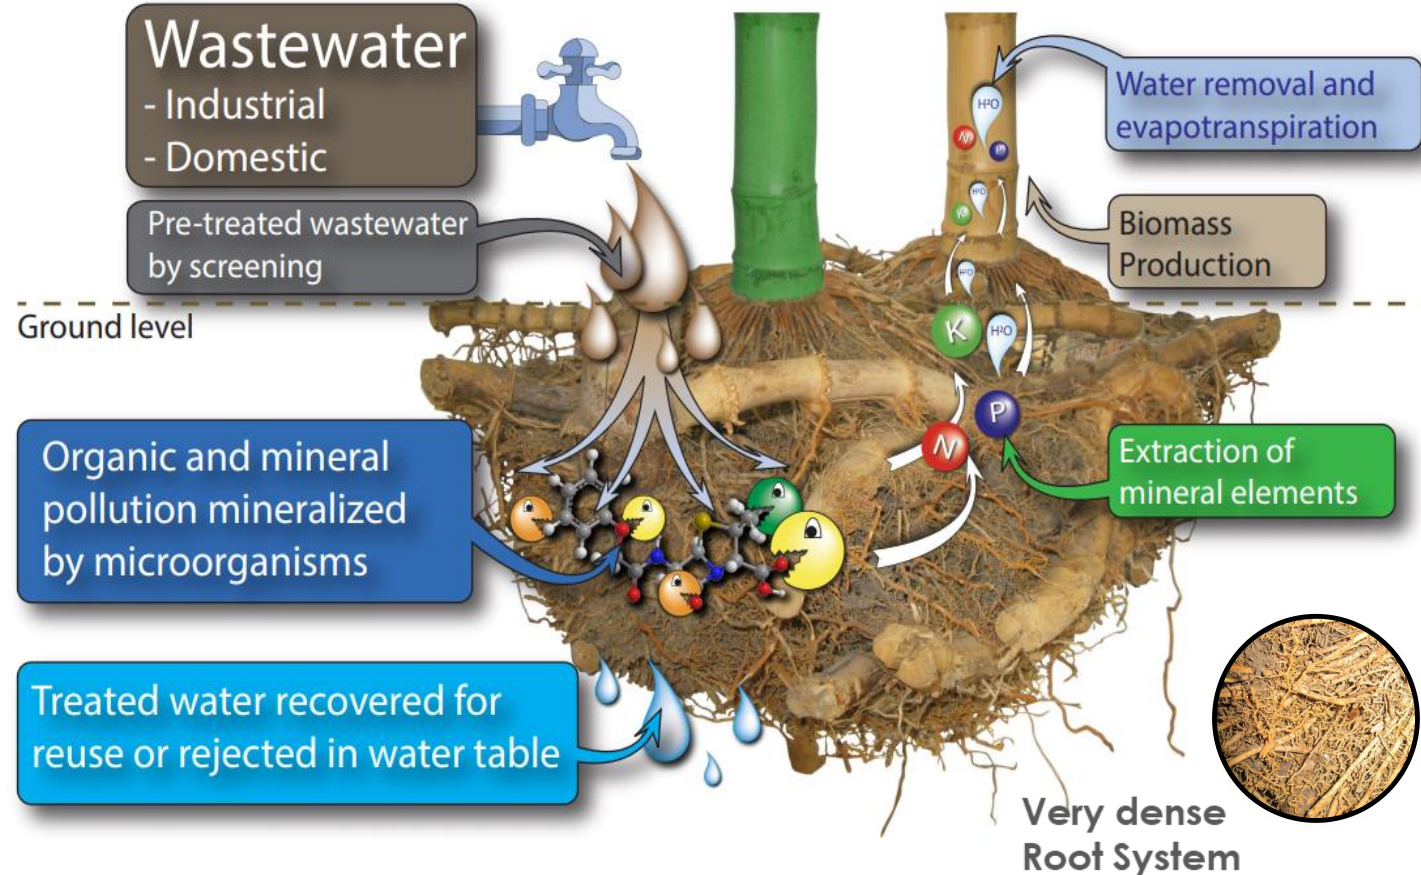 Wastewater
- Industrial
- Domestic
Pre-treated wastewater
by screening
Ground level
Organic and mineral
pollution mineralized
by microorganisms
Treated water recovered for
reuse or rejected in water table
H²O
N
P
H²O
K
H²O
K
H²O
P
N
Water removal and
evapotranspiration
Biomass
Production
Extraction of
mineral elements
Very dense
Root System